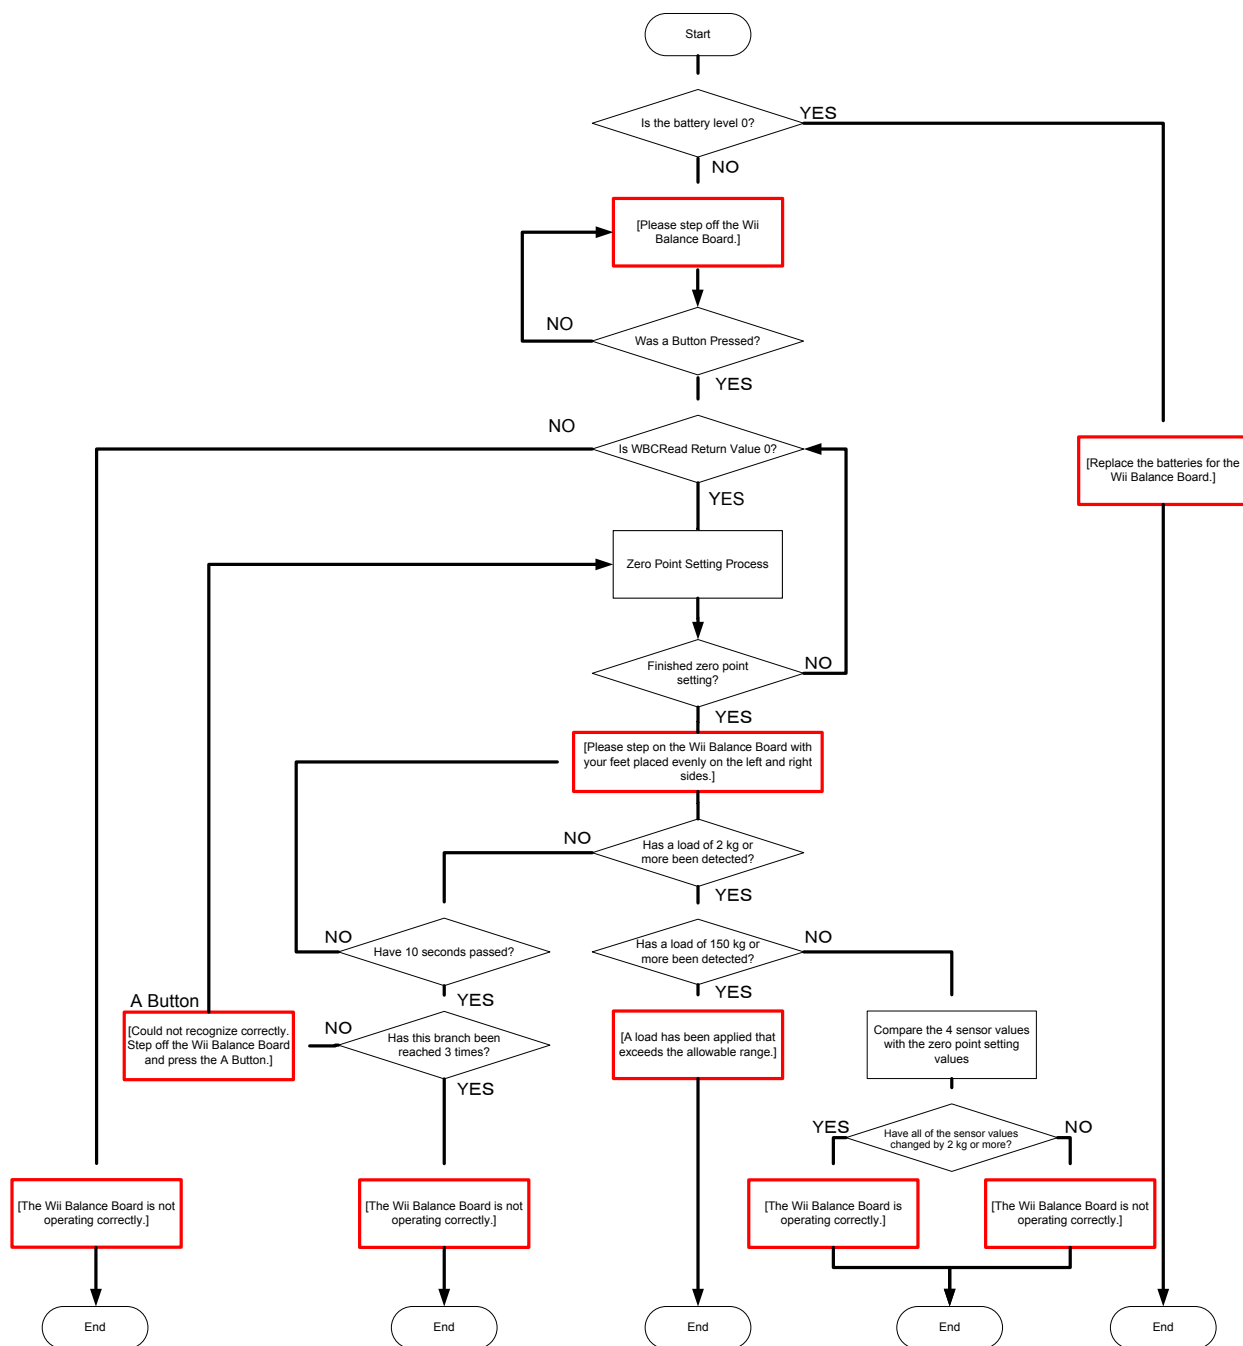 Start
YES
Is the battery level 0?
NO
[Please step off the Wii
Balance Board.]
NO
Was a Button Pressed?
YES
NO
Is WBCRead Return Value 0?
[Replace the batteries for the
Wii Balance Board.]
YES
Zero Point Setting Process
Finished zero point
setting?
NO
YES
[Please step on the Wii Balance Board with
your feet placed evenly on the left and right
sides.]
NO
Has a load of 2 kg or
more been detected?
YES
NO
Have 10 seconds passed?
Has a load of 150 kg or
more been detected?
NO
YES
YES
A Button
[Could not recognize correctly.
Step off the Wii Balance Board
and press the A Button.]
NO
Has this branch been
reached 3 times?
[A load has been applied that
exceeds the allowable range.]
Compare the 4 sensor values
with the zero point setting
values
YES
YES
Have all of the sensor values
changed by 2 kg or more?
NO
[The Wii Balance Board is not
operating correctly.]
[The Wii Balance Board is not
operating correctly.]
[The Wii Balance Board is
operating correctly.]
[The Wii Balance Board is not
operating correctly.]
End
End
End
End
End